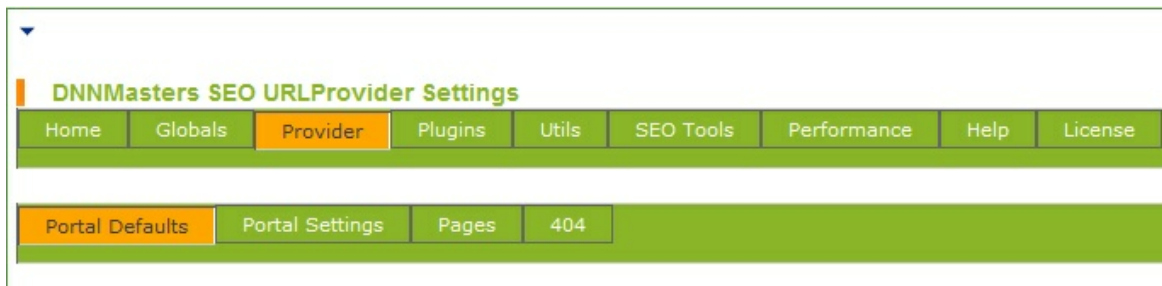 DNNMasters SEO URLProvider Settings
Home Globals Provider Plugins Utils SEO Tools Performance Help License
Portal Defaults Portal Settings Pages 404